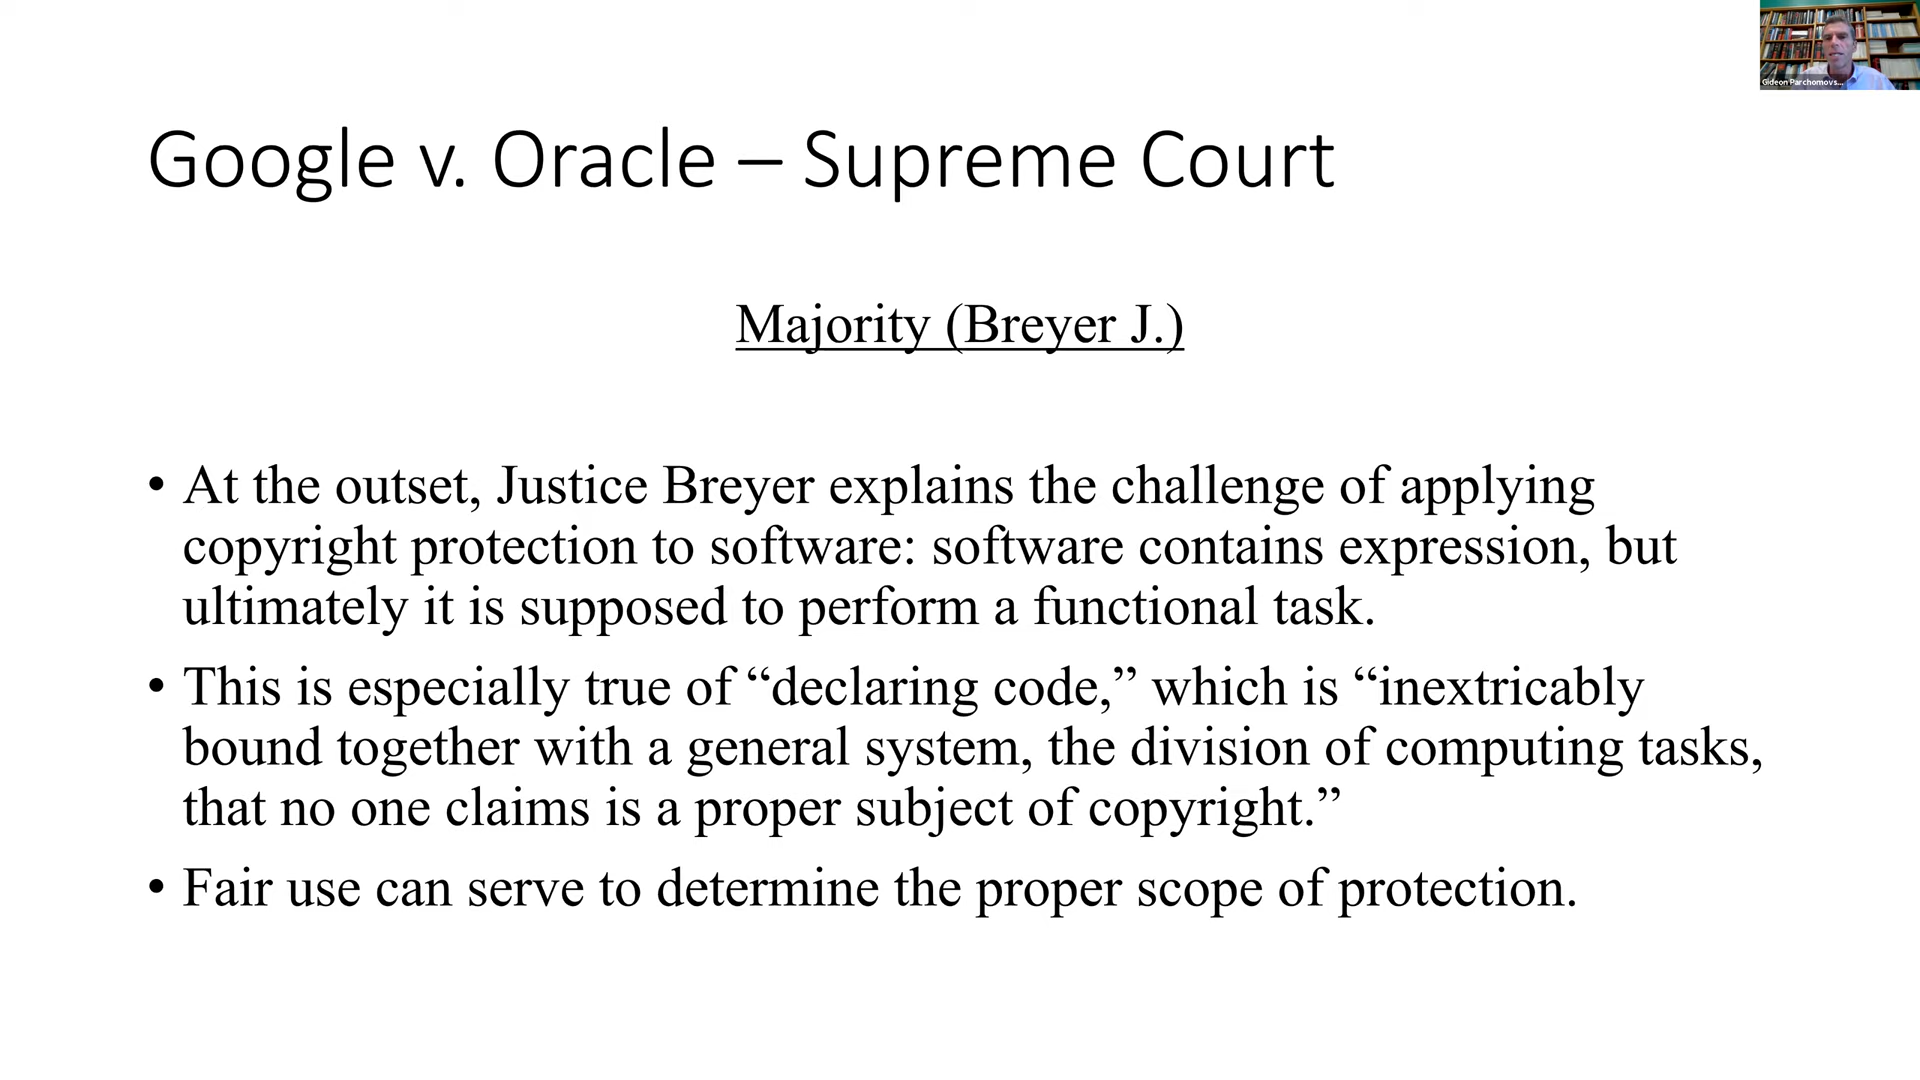 Gideon Parchomovs...
Google v. Oracle – Supreme Court
Majority (Breyer J.)
• At the outset, Justice Breyer explains the challenge of applying
copyright protection to software: software contains expression, but
ultimately it is supposed to perform a functional task.
• This is especially true of “declaring code,” which is “inextricably
bound together with a general system, the division of computing tasks,
that no one claims is a proper subject of copyright.”
• Fair use can serve to determine the proper scope of protection.